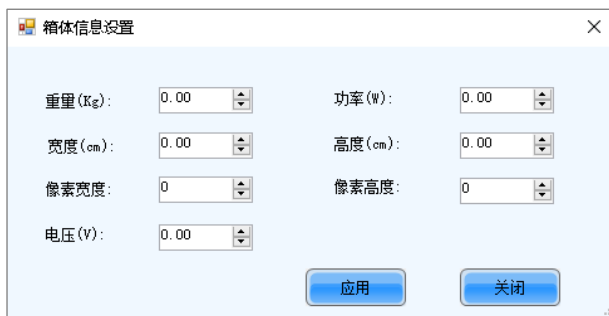 箱体信息设置
重量(Kg): 0.00 功率(W): 0.00
宽度(cm): 0.00 高度(cm): 0.00
像素宽度: 0 像素高度: 0
电压(V): 0.00
应用 关闭